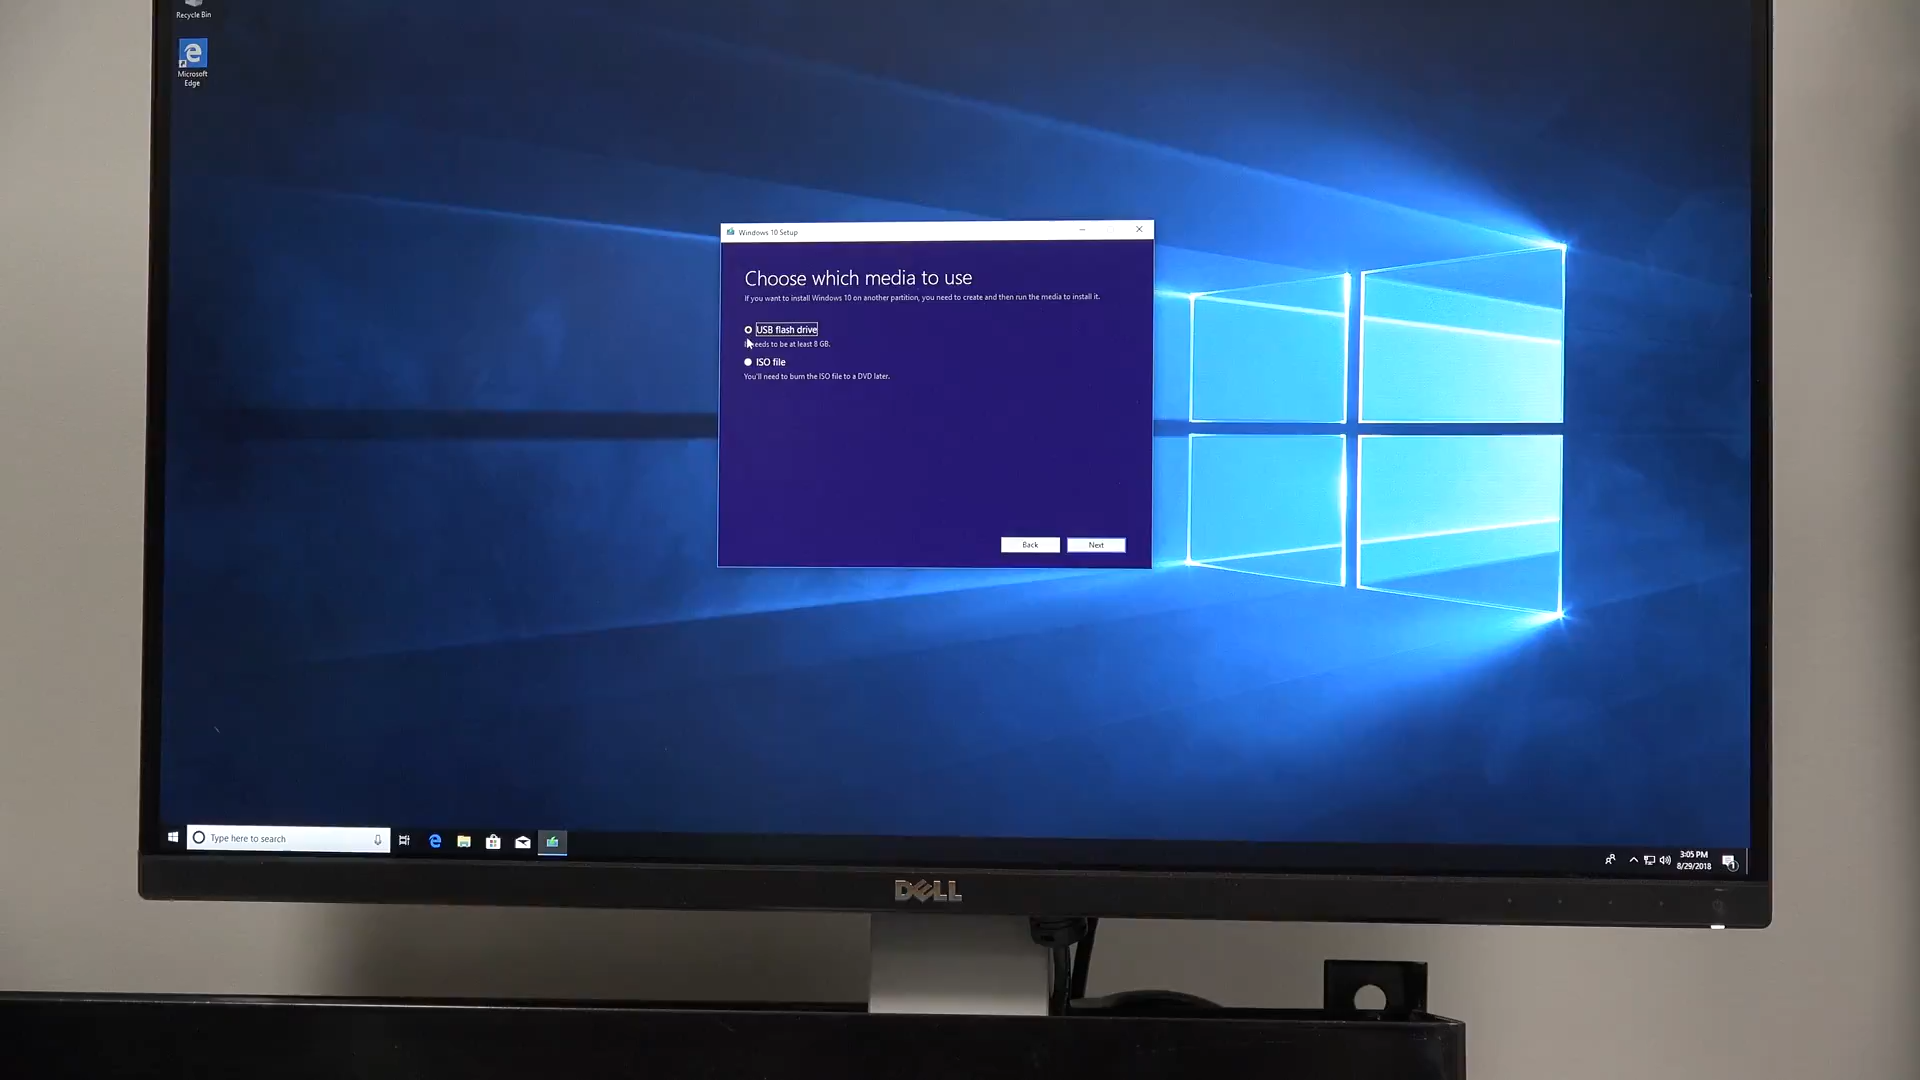 Recycle Bin
Microsoft
Edge
Windows 10 Setup
Choose which media to use
If you want to install Windows 10 on another partition, you need to create and then run the media to install it.
USB flash drive
needs to be at least 8 GB.
ISO file
You'll need to burn the ISO file to a DVD later.
Back
Next
Type here to search
3:05 PM
8/29/2018
1
DELL